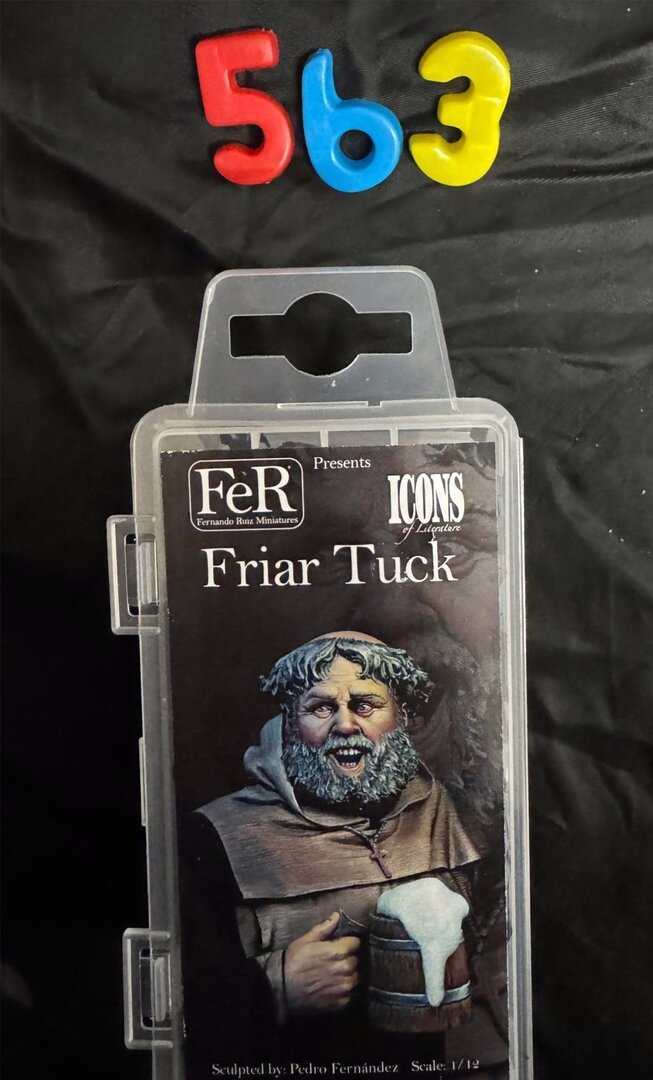 563
Presents
FeR
Fernando Ruiz Miniatures
ICONS
of Literature
Friar Tuck
Sculpted by: Pedro Fernández Scale: 1/12